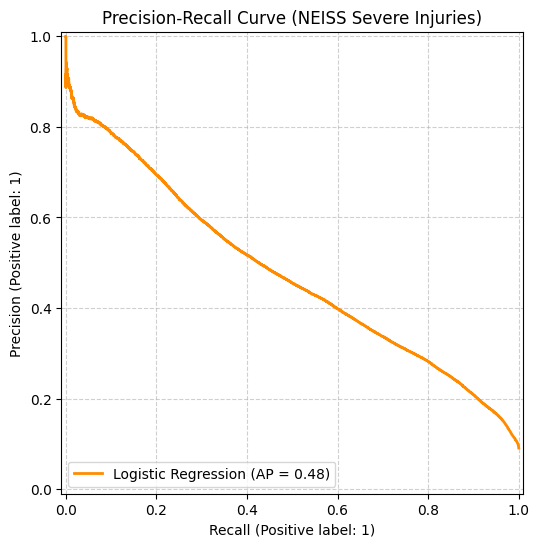 Precision-Recall Curve (NEISS Severe Injuries)
1.0
0.8
0.6
0.4
0.2
0.0
Precision (Positive label: 1)
Logistic Regression (AP = 0.48)
0.0 0.2 0.4 0.6 0.8 1.0
Recall (Positive label: 1)